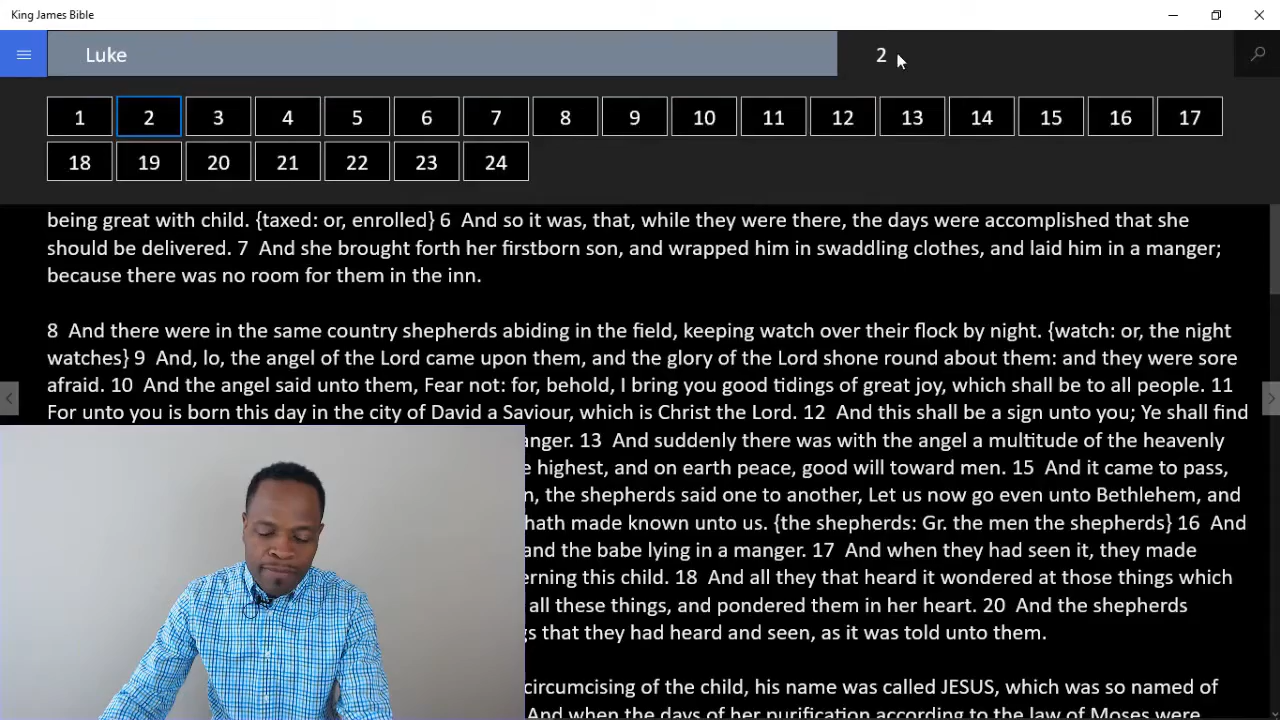 King James Bible
Luke
2
1 2 3 4 5 6 7 8 9 10 11 12 13 14 15 16 17
18 19 20 21 22 23 24
being great with child. {taxed: or, enrolled} 6 And so it was, that, while they were there, the days were accomplished that she
should be delivered. 7 And she brought forth her firstborn son, and wrapped him in swaddling clothes, and laid him in a manger;
because there was no room for them in the inn.
8 And there were in the same country shepherds abiding in the field, keeping watch over their flock by night. {watch: or, the night
watches} 9 And, lo, the angel of the Lord came upon them, and the glory of the Lord shone round about them: and they were sore
afraid. 10 And the angel said unto them, Fear not: for, behold, I bring you good tidings of great joy, which shall be to all people. 11
For unto you is born this day in the city of David a Saviour, which is Christ the Lord. 12 And this shall be a sign unto you; Ye shall find
anger. 13 And suddenly there was with the angel a multitude of the heavenly
e highest, and on earth peace, good will toward men. 15 And it came to pass,
n, the shepherds said one to another, Let us now go even unto Bethlehem, and
hath made known unto us. {the shepherds: Gr. the men the shepherds} 16 And
and the babe lying in a manger. 17 And when they had seen it, they made
erning this child. 18 And all they that heard it wondered at those things which
all these things, and pondered them in her heart. 20 And the shepherds
gs that they had heard and seen, as it was told unto them.
circumcising of the child, his name was called JESUS, which was so named of
And when the days of her purification according to the law of Moses were